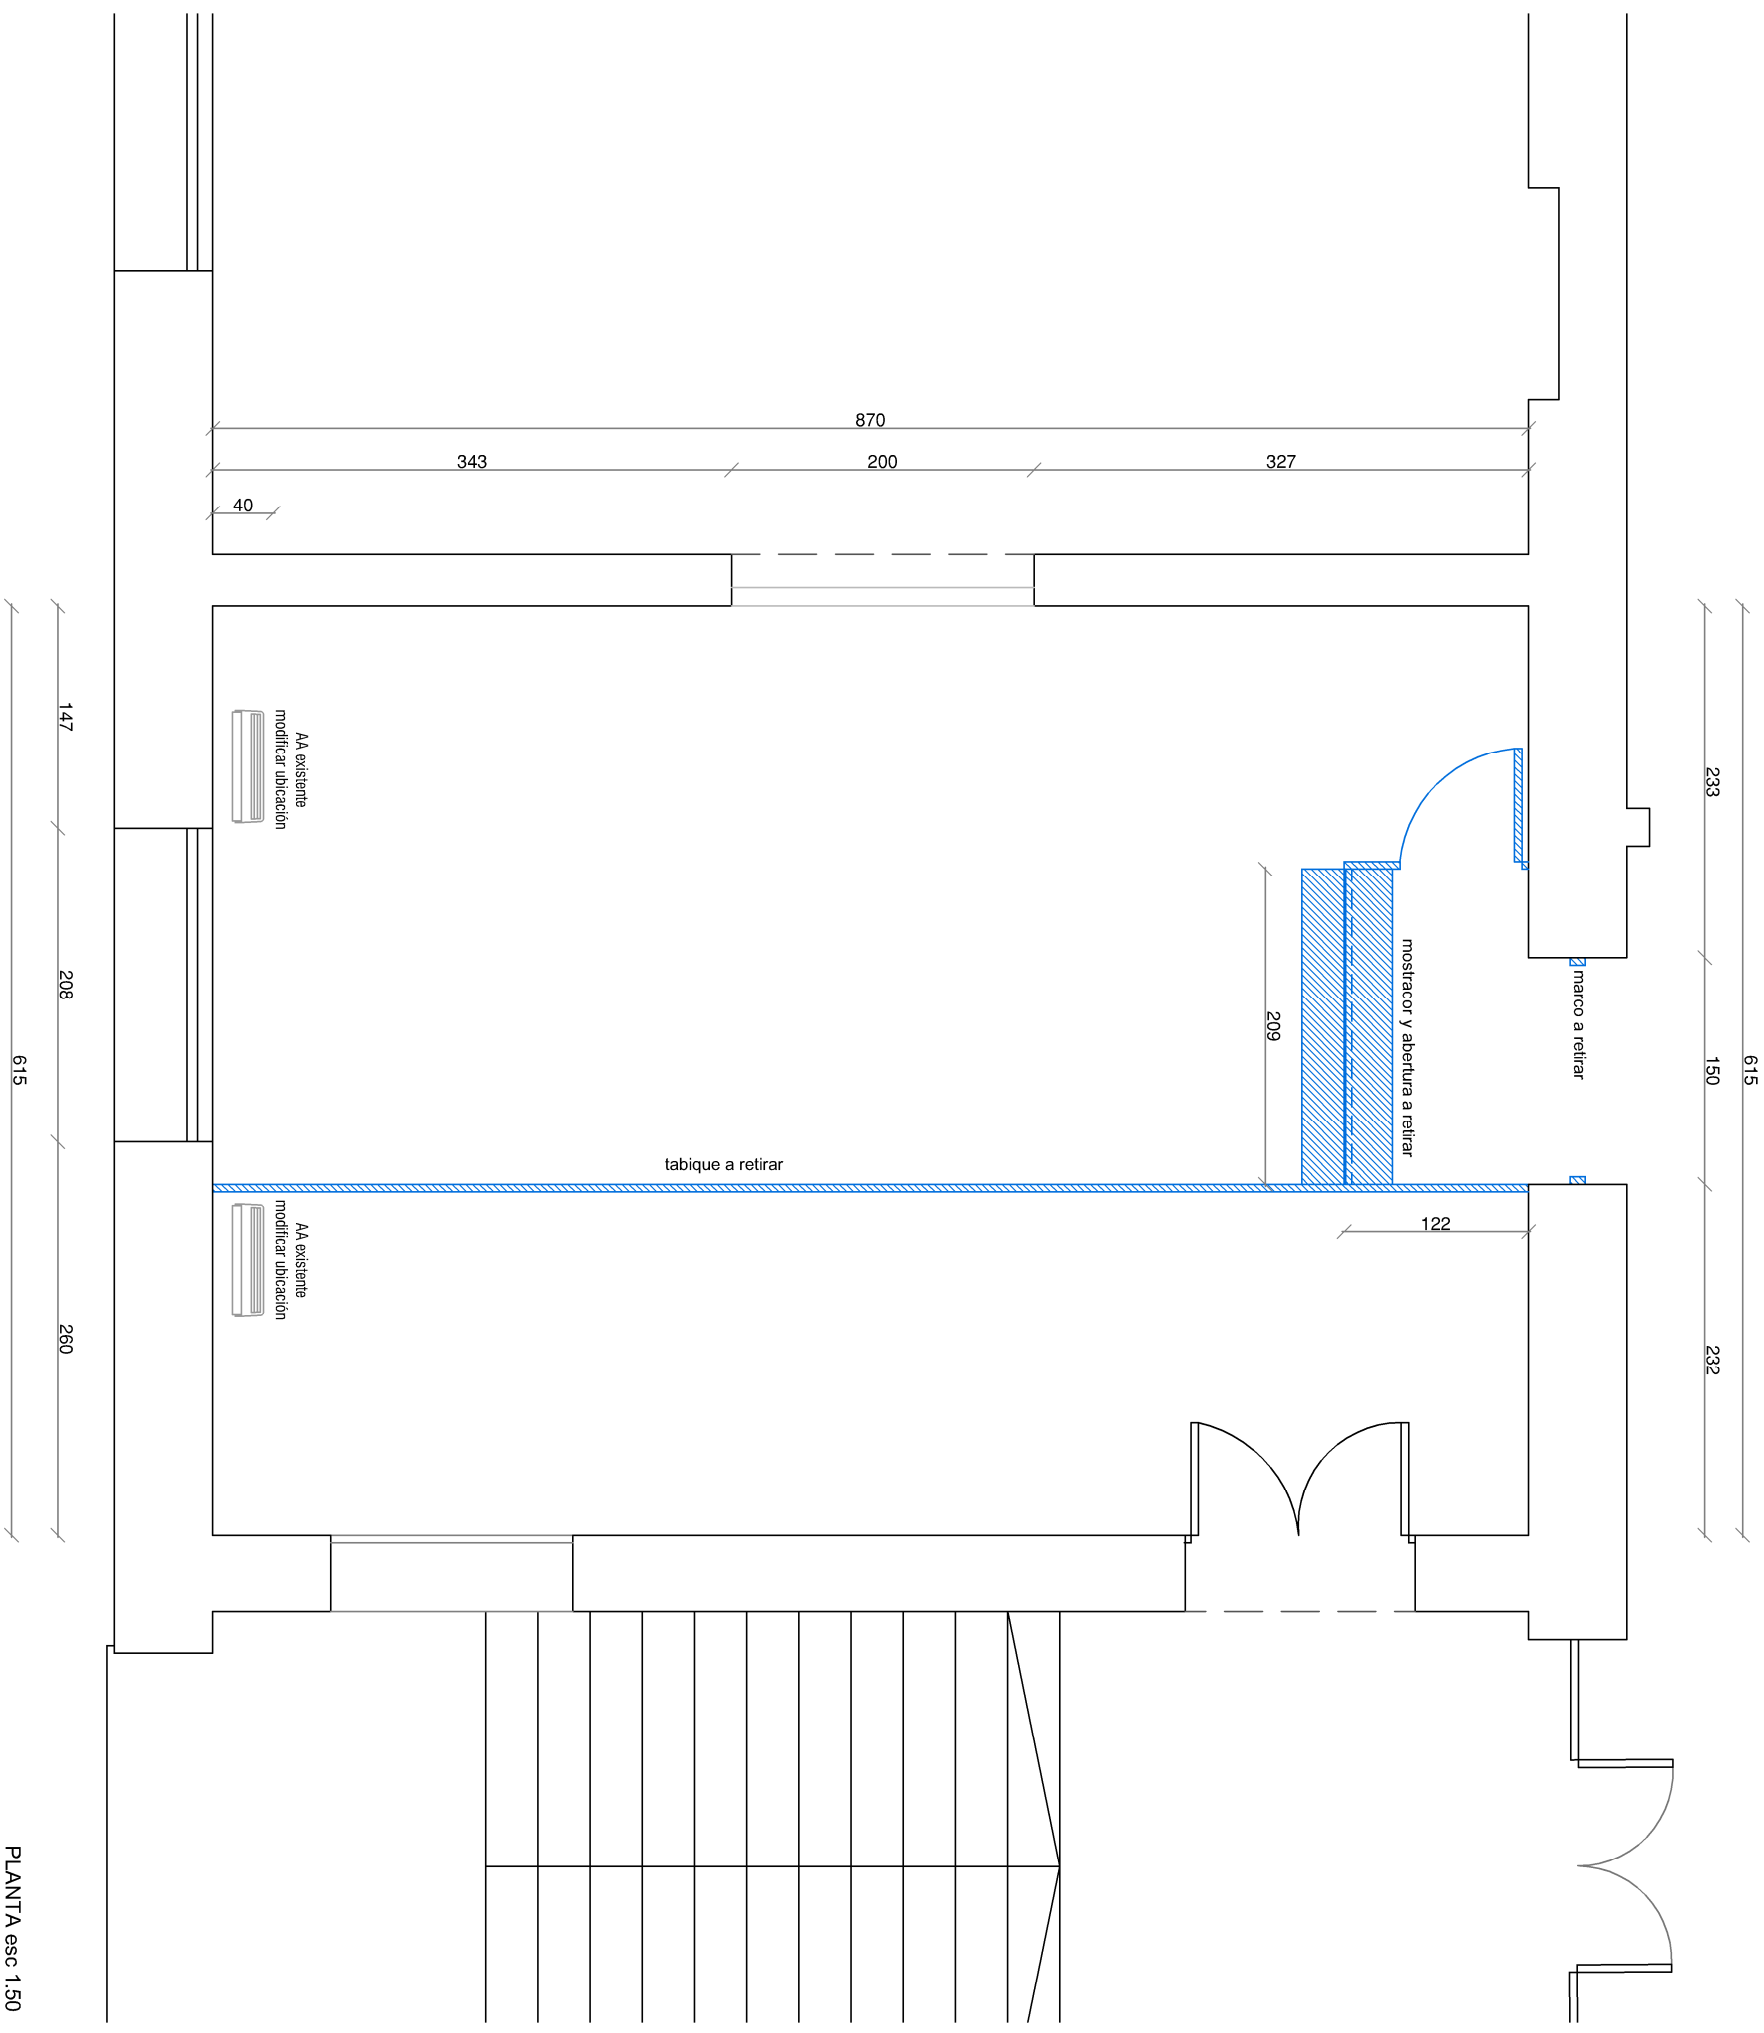 870
343
200
327
40
147
208
260
615
233
150
232
615
AA existente
modificar ubicación
mostracor y abertura a retirar
marco a retirar
209
tabique a retirar
122
AA existente
modificar ubicación
PLANTA esc 1.50